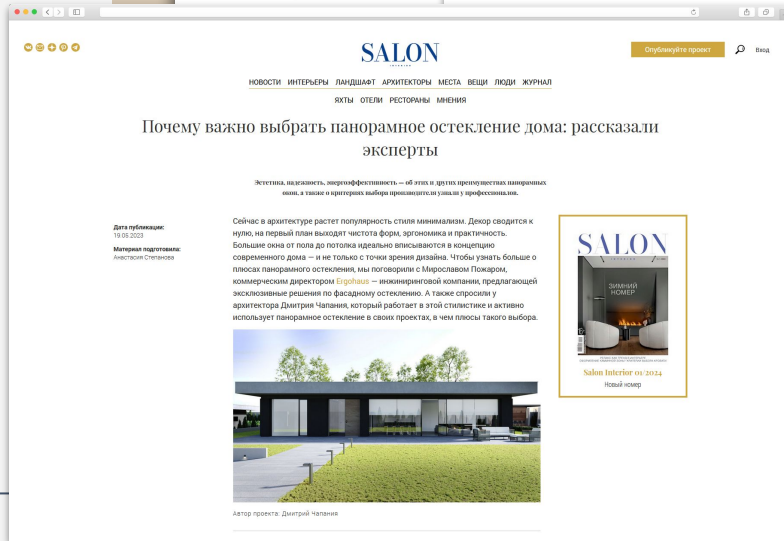 SALON
INTERIOR
Опубликуйте проект
Вход
НОВОСТИ ИНТЕРЬЕРЫ ЛАНДШАФТ АРХИТЕКТОРЫ МЕСТА ВЕЩИ ЛЮДИ ЖУРНАЛ
ЯХТЫ ОТЕЛИ РЕСТОРАНЫ МНЕНИЯ
Почему важно выбрать панорамное остекление дома: рассказали
эксперты
Эстетика, надежность, энергоэффективность — об этих и других преимуществах панорамных
окон, а также о критериях выбора производителя узнали у профессионалов.
Дата публикации:
19.05.2023
Материал подготовила:
Анастасия Степанова
Сейчас в архитектуре растет популярность стиля минимализм. Декор сводится к
нулю, на первый план выходят чистота форм, эргономика и практичность.
Большие окна от пола до потолка идеально вписываются в концепцию
современного дома — и не только с точки зрения дизайна. Чтобы узнать больше о
плюсах панорамного остекления, мы поговорили с Мирославом Пожаром,
коммерческим директором Ergohaus — инжиниринговой компании, предлагающей
эксклюзивные решения по фасадному остеклению. А также спросили у
архитектора Дмитрия Чапания, который работает в этой стилистике и активно
использует панорамное остекление в своих проектах, в чем плюсы такого выбора.
Автор проекта: Дмитрий Чапания
SALON
INTERIOR
ЗИМНИЙ
НОМЕР
Salon Interior 01/2024
Новый номер